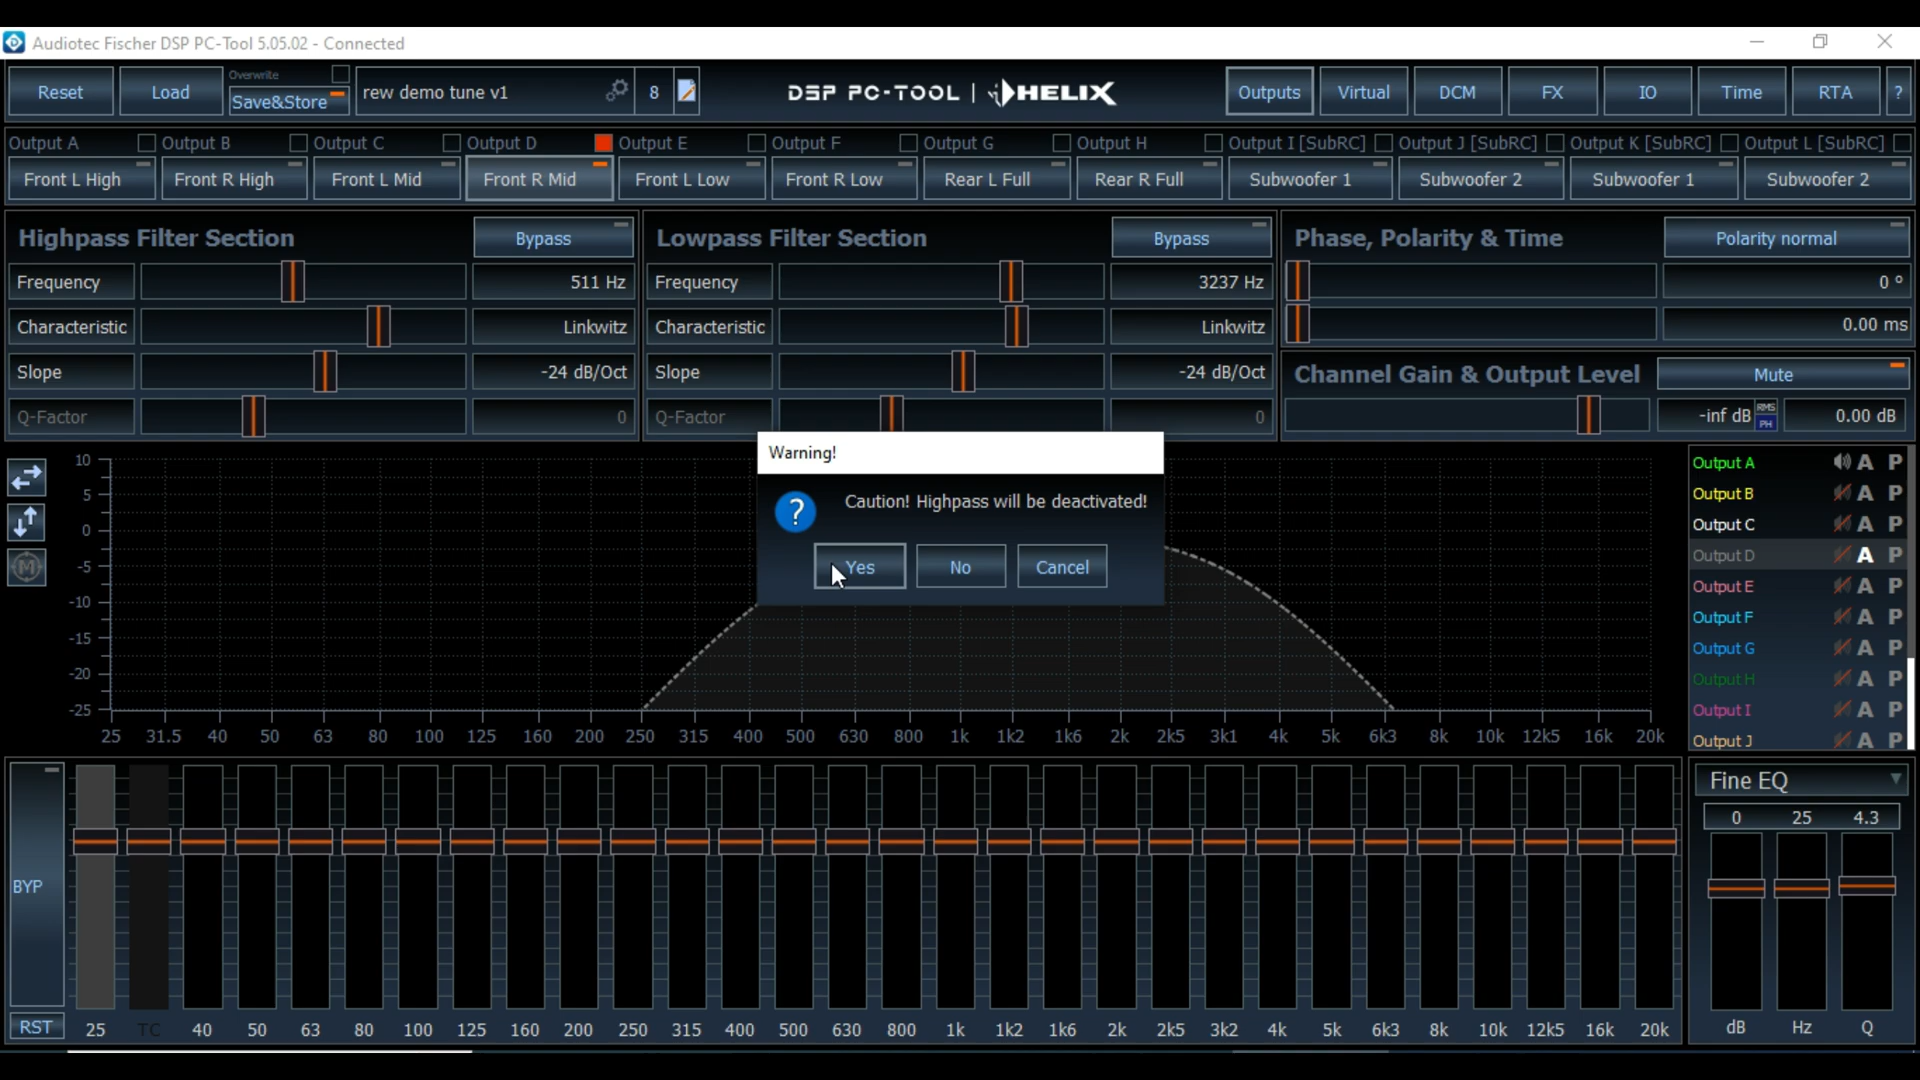 Audiotec Fischer DSP PC-Tool 5.05.02 - Connected
Reset Load Overwrite Save&Store rew demo tune v1 8 DSP PC-TOOL | HELIX Outputs Virtual DCM FX IO Time RTA ?
Output A Output B Output C Output D Output E Output F Output G Output H Output I [SubRC] Output J [SubRC] Output K [SubRC] Output L [SubRC]
Front L High Front R High Front L Mid Front R Mid Front L Low Front R Low Rear L Full Rear R Full Subwoofer 1 Subwoofer 2 Subwoofer 1 Subwoofer 2
Highpass Filter Section Bypass Lowpass Filter Section Bypass Phase, Polarity & Time Polarity normal
Frequency 511 Hz Frequency 3237 Hz 0 °
Characteristic Linkwitz Characteristic Linkwitz 0.00 ms
Slope -24 dB/Oct Slope -24 dB/Oct Channel Gain & Output Level Mute
Q-Factor 0 Q-Factor 0 -inf dB RMS PH 0.00 dB
Warning!
Caution! Highpass will be deactivated!
? Yes No Cancel
M
10
5
0
-5
-10
-15
-20
-25
25 31.5 40 50 63 80 100 125 160 200 250 315 400 500 630 800 1k 1k2 1k6 2k 2k5 3k1 4k 5k 6k3 8k 10k 12k5 16k 20k
Output A A P
Output B A P
Output C A P
Output D A P
Output E A P
Output F A P
Output G A P
Output H A P
Output I A P
Output J A P
BYP
RST 25 TC 40 50 63 80 100 125 160 200 250 315 400 500 630 800 1k 1k2 1k6 2k 2k5 3k2 4k 5k 6k3 8k 10k 12k5 16k 20k
Fine EQ
0 25 4.3
dB Hz Q